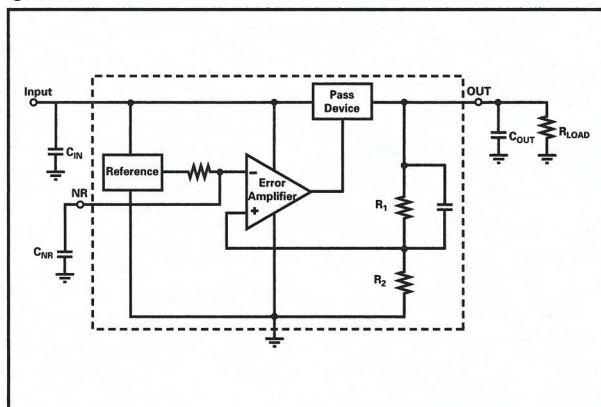 Input
Pass
Device
OUT
C_IN
Reference
NR
−
Error
Amplifier
+
R_1
C_OUT
R_LOAD
C_NR
R_2